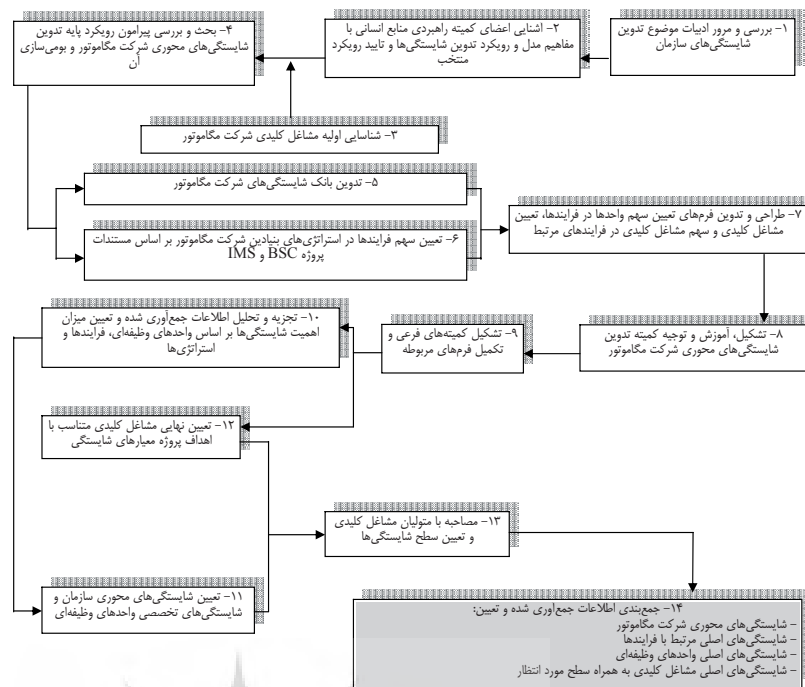 ۱- بررسی و مرور ادبیات موضوع تدوین
شایستگی‌های سازمان
۲- آشنایی اعضای کمیته راهبردی منابع انسانی با
مفاهیم مدل و رویکرد تدوین شایستگی‌ها و تایید رویکرد
منتخب
۴- بحث و بررسی پیرامون رویکرد پایه تدوین
شایستگی‌های محوری شرکت مگاموتور و بومی‌سازی
آن
۳- شناسایی اولیه مشاغل کلیدی شرکت مگاموتور
۵- تدوین بانک شایستگی‌های شرکت مگاموتور
۶- تعیین سهم فرایندها در استراتژی‌های بنیادین شرکت مگاموتور بر اساس مستندات
پروژه BSC و IMS
۷- طراحی و تدوین فرم‌های تعیین سهم واحدها در فرایندها، تعیین
مشاغل کلیدی و سهم مشاغل کلیدی در فرایندهای مرتبط
۸- تشکیل، آموزش و توجیه کمیته تدوین
شایستگی‌های محوری شرکت مگاموتور
۹- تشکیل کمیته‌های فرعی و
تکمیل فرم‌های مربوطه
۱۰- تجزیه و تحلیل اطلاعات جمع‌آوری شده و تعیین میزان
اهمیت شایستگی‌ها بر اساس واحدهای وظیفه‌ای، فرایندها و
استراتژی‌ها
۱۲- تعیین نهایی مشاغل کلیدی متناسب با
اهداف پروژه معیارهای شایستگی
۱۳- مصاحبه با متولیان مشاغل کلیدی
و تعیین سطح شایستگی‌ها
۱۱- تعیین شایستگی‌های محوری سازمان و
شایستگی‌های تخصصی واحدهای وظیفه‌ای
۱۴- جمع‌بندی اطلاعات جمع‌آوری شده و تعیین:
- شایستگی‌های محوری شرکت مگاموتور
- شایستگی‌های اصلی مرتبط با فرایندها
- شایستگی‌های اصلی واحدهای وظیفه‌ای
- شایستگی‌های اصلی مشاغل کلیدی به همراه سطح مورد انتظار